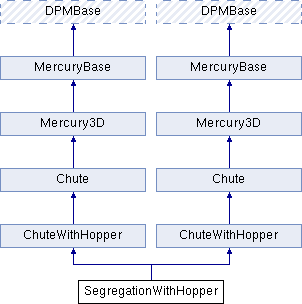 DPMBase DPMBase
MercuryBase MercuryBase
Mercury3D Mercury3D
Chute Chute
ChuteWithHopper ChuteWithHopper
SegregationWithHopper